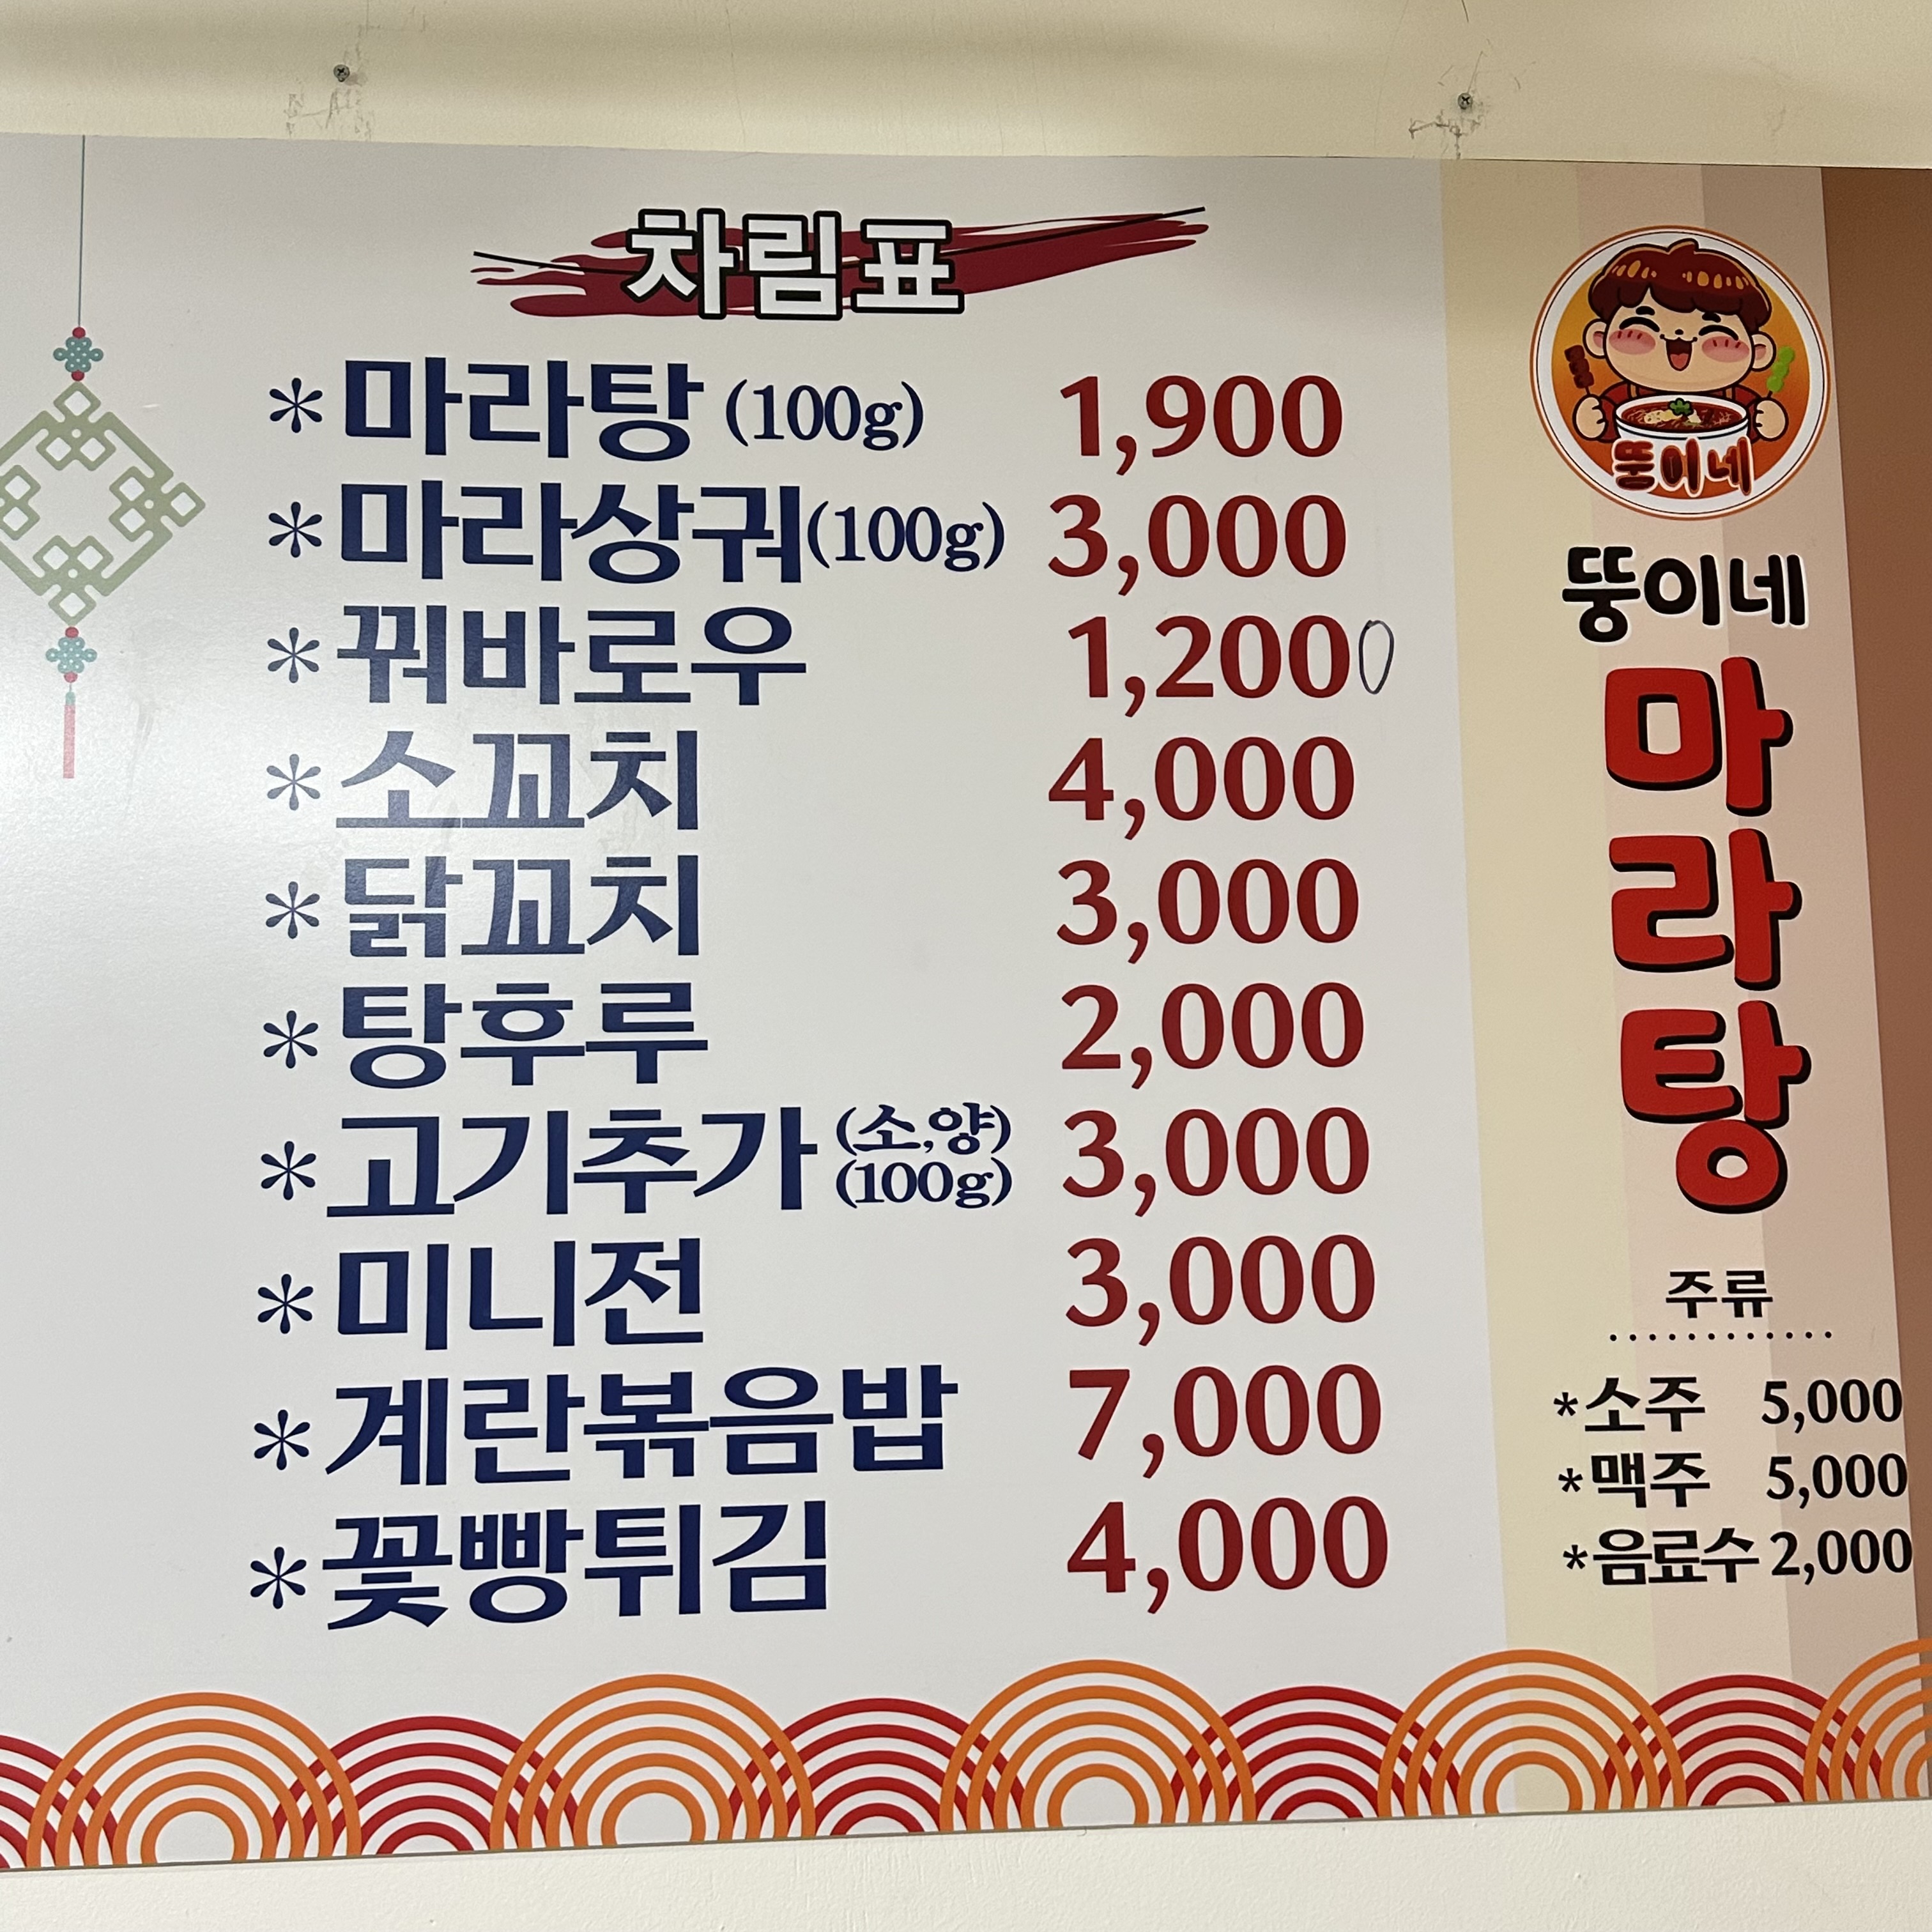 차림표
*마라탕 (100g) 1,900
*마라상궈(100g) 3,000
*꿔바로우 1,2000
*소꼬치 4,000
*닭꼬치 3,000
*탕후루 2,000
*고기추가 (소,양) (100g) 3,000
*미니전 3,000
*계란볶음밥 7,000
*꽃빵튀김 4,000
뚱이네
뚱이네
마라탕
주류
*소주 5,000
*맥주 5,000
*음료수 2,000